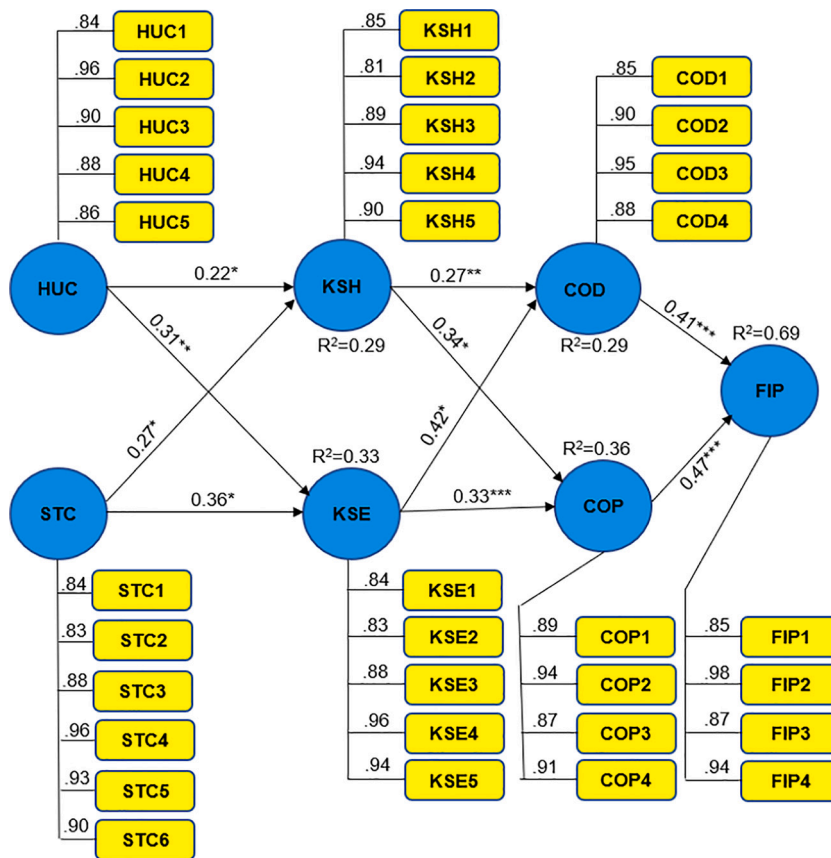 .84 HUC1
.96 HUC2
.90 HUC3
.88 HUC4
.86 HUC5
.85 KSH1
.81 KSH2
.89 KSH3
.94 KSH4
.90 KSH5
.85 COD1
.90 COD2
.95 COD3
.88 COD4
HUC
0.22*
KSH
0.27**
COD
0.31**
0.34*
0.41***
R²=0.29
R²=0.29
R²=0.69
FIP
0.27*
0.42*
0.47***
R²=0.33
R²=0.36
STC
0.36*
KSE
0.33***
COP
.84 STC1
.83 STC2
.88 STC3
.96 STC4
.93 STC5
.90 STC6
.84 KSE1
.83 KSE2
.88 KSE3
.96 KSE4
.94 KSE5
.89 COP1
.94 COP2
.87 COP3
.91 COP4
.85 FIP1
.98 FIP2
.87 FIP3
.94 FIP4